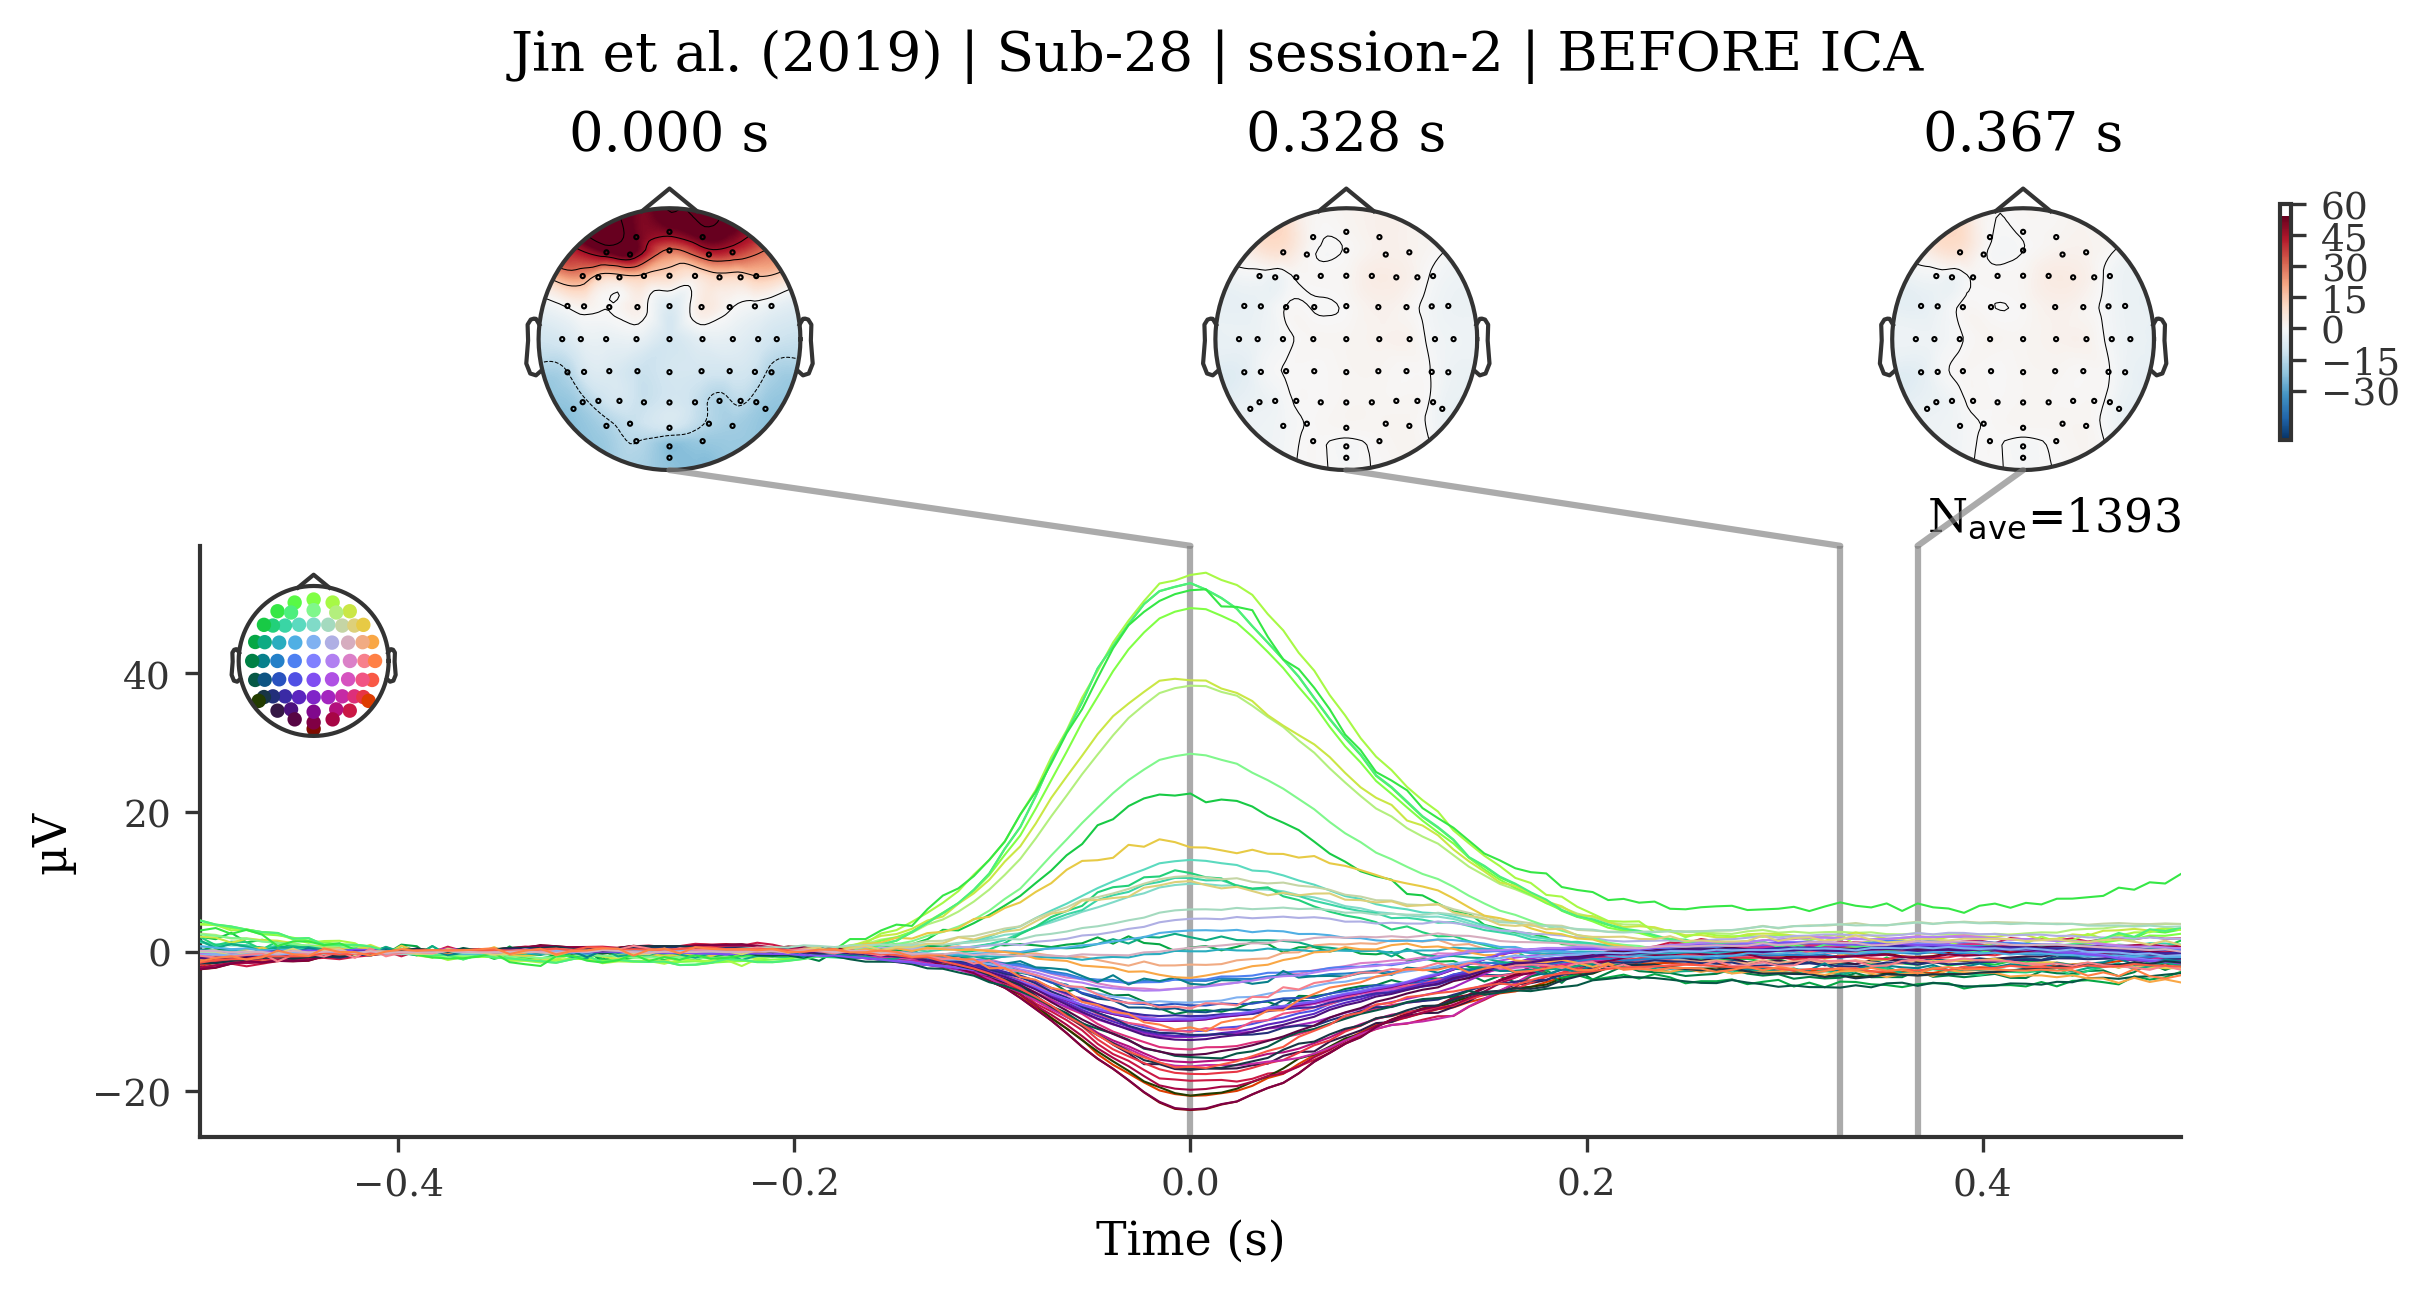 Jin et al. (2019) | Sub-28 | session-2 | BEFORE ICA
0.000 s
0.328 s
0.367 s
60
45
30
15
0
−15
−30
Nave=1393
µV
40
20
0
−20
−0.4
−0.2
0.0
0.2
0.4
Time (s)